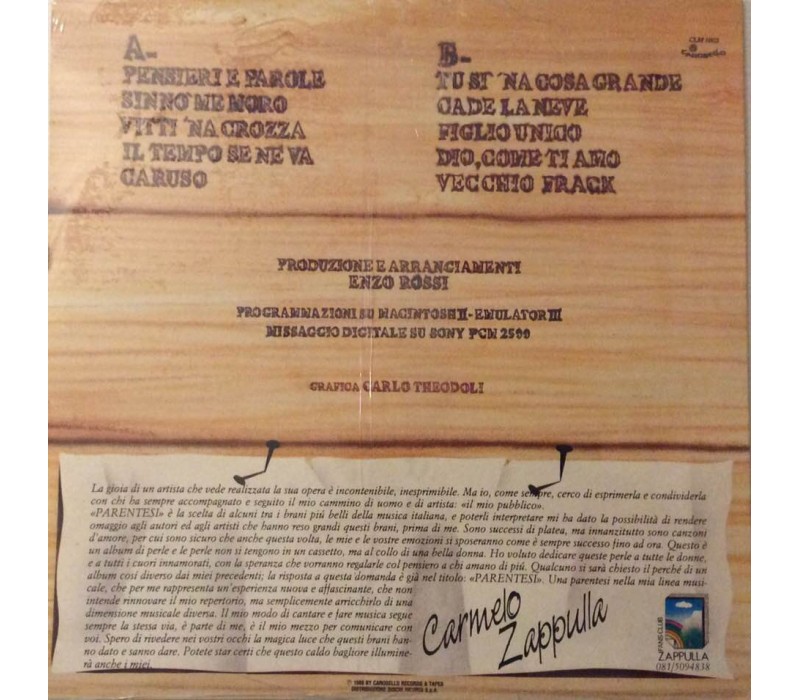 A-
PENSIERI E PAROLE
SINNO' ME MORO
VITTI 'NA CROZZA
IL TEMPO SE NE VA
CARUSO
B-
TU SI' 'NA COSA GRANDE
CADE LA NEVE
FIGLIO UNICO
DIO, COME TI AMO
VECCHIO FRACK
CAROSELLO
PRODUZIONE E ARRANGIAMENTI
ENZO ROSSI
PROGRAMMAZIONI SU MACINTOSH II - EMULATOR III
MISSAGGIO DIGITALE SU SONY PCM 2500
GRAFICA CARLO THEODOLI
La gioia di un artista che vede realizzata la sua opera è incontenibile, inesprimibile. Ma io, come sempre, cerco di esprimerla e condividerla
con chi ha sempre accompagnato e seguito il mio cammino di uomo e di artista: «il mio pubblico».
«PARENTESI» è la scelta di alcuni tra i brani più belli della musica italiana, e poterli interpretare mi ha dato la possibilità di rendere
omaggio agli autori ed agli artisti che hanno reso grandi questi brani, prima di me. Sono successi di platea, ma innanzitutto sono canzoni
d'amore, per cui sono sicuro che anche questa volta, le mie e le vostre emozioni si sposeranno come è sempre successo fino ad ora. Questo è
un album di perle e le perle non si tengono in un cassetto, ma al collo di una bella donna. Ho voluto dedicare queste perle a tutte le donne,
e a tutti i cuori innamorati, con la speranza che vorranno regalarle col pensiero a chi amano di più. Qualcuno si sarà chiesto il perché di un
album così diverso dai miei precedenti; la risposta a questa domanda è già nel titolo: «PARENTESI». Una parentesi nella mia linea musi-
cale, che per me rappresenta un'esperienza nuova e affascinante, che non
intende rinnovare il mio repertorio, ma semplicemente arricchirlo di una
dimensione musicale diversa. Il mio modo di cantare e fare musica segue
sempre la stessa via, è parte di me, è il mio mezzo per comunicare con
voi. Spero di rivedere nei vostri occhi la magica luce che questi brani han-
no dato e sanno dare. Potete star certi che questo caldo bagliore illumine-
rà anche i miei.
Carmelo
Zappulla
FANS CLUB
ZAPPULLA
081/5094838
BY CAROSELLO RECORDS & TAPES